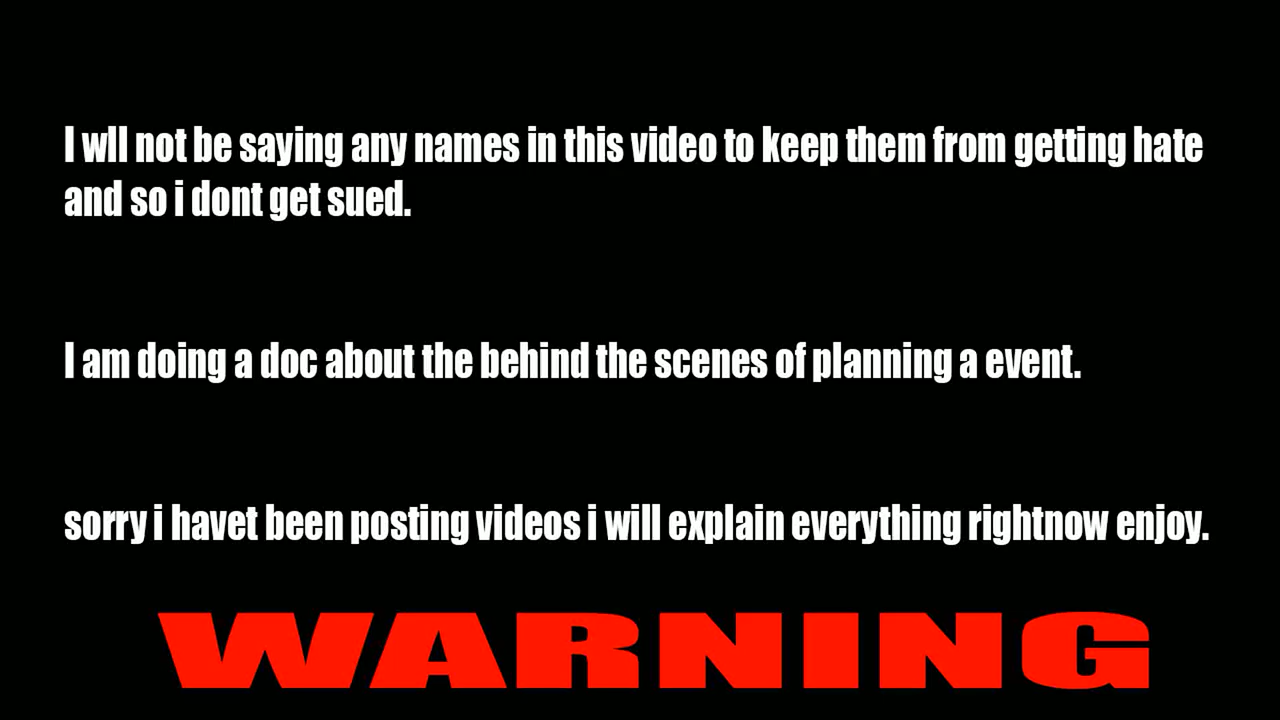 I wll not be saying any names in this video to keep them from getting hate
and so i dont get sued.
I am doing a doc about the behind the scenes of planning a event.
sorry i havet been posting videos i will explain everything rightnow enjoy.
WARNING